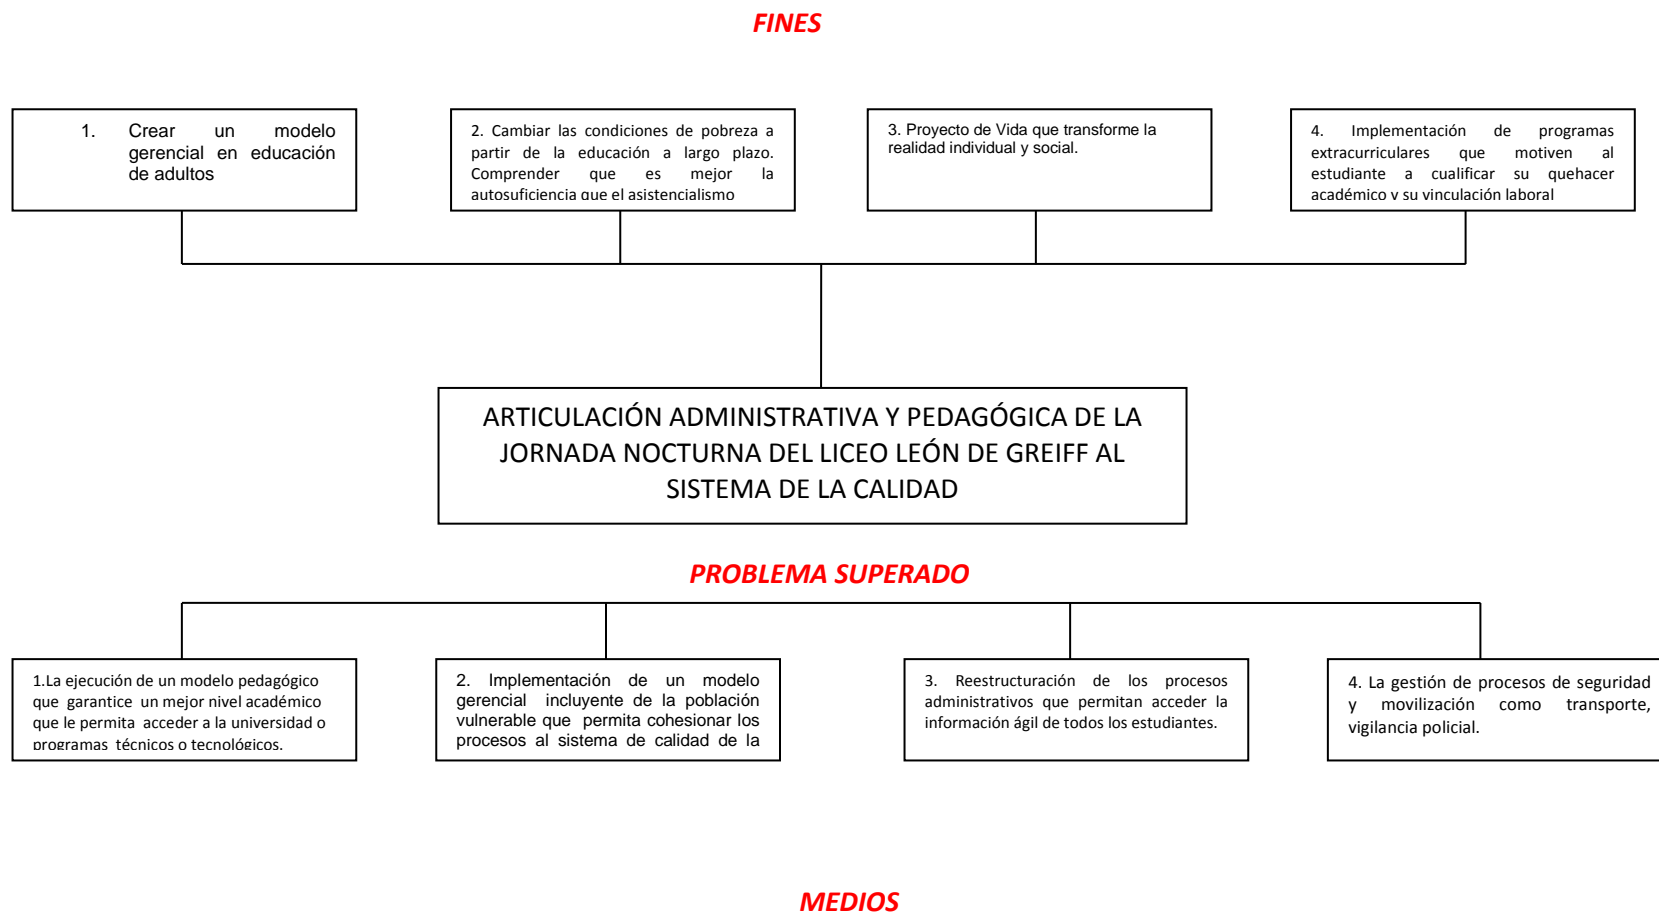 FINES
1. Crear un modelo
gerencial en educación
de adultos
2. Cambiar las condiciones de pobreza a
partir de la educación a largo plazo.
Comprender que es mejor la
autosuficiencia que el asistencialismo
3. Proyecto de Vida que transforme la
realidad individual y social.
4. Implementación de programas
extracurriculares que motiven al
estudiante a cualificar su quehacer
académico y su vinculación laboral
ARTICULACIÓN ADMINISTRATIVA Y PEDAGÓGICA DE LA
JORNADA NOCTURNA DEL LICEO LEÓN DE GREIFF AL
SISTEMA DE LA CALIDAD
PROBLEMA SUPERADO
1.La ejecución de un modelo pedagógico
que garantice un mejor nivel académico
que le permita acceder a la universidad o
programas técnicos o tecnológicos.
2. Implementación de un modelo
gerencial incluyente de la población
vulnerable que permita cohesionar los
procesos al sistema de calidad de la
3. Reestructuración de los procesos
administrativos que permitan acceder la
información ágil de todos los estudiantes.
4. La gestión de procesos de seguridad
y movilización como transporte,
vigilancia policial.
MEDIOS